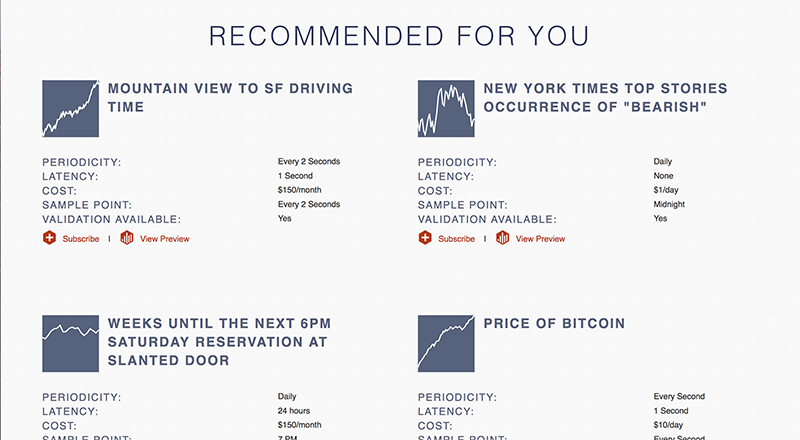 RECOMMENDED FOR YOU
MOUNTAIN VIEW TO SF DRIVING
TIME
PERIODICITY: Every 2 Seconds
LATENCY: 1 Second
COST: $150/month
SAMPLE POINT: Every 2 Seconds
VALIDATION AVAILABLE: Yes
Subscribe | View Preview
NEW YORK TIMES TOP STORIES
OCCURRENCE OF "BEARISH"
PERIODICITY: Daily
LATENCY: None
COST: $1/day
SAMPLE POINT: Midnight
VALIDATION AVAILABLE: Yes
Subscribe | View Preview
WEEKS UNTIL THE NEXT 6PM
SATURDAY RESERVATION AT
SLANTED DOOR
PERIODICITY: Daily
LATENCY: 24 hours
COST: $150/month
SAMPLE POINT: 7 PM
PRICE OF BITCOIN
PERIODICITY: Every Second
LATENCY: 1 Second
COST: $10/day
SAMPLE POINT: Every Second